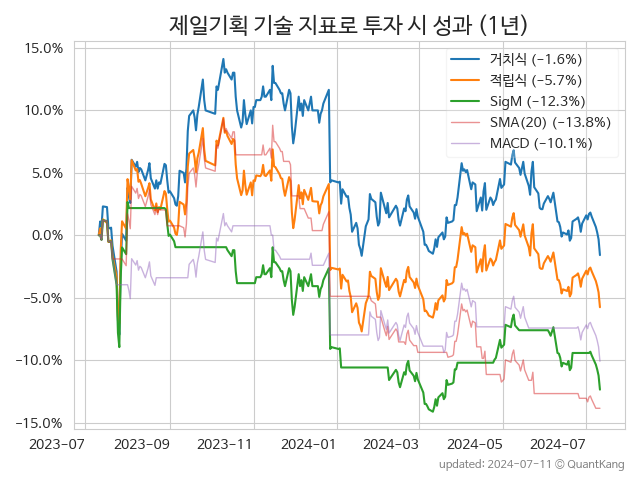 제일기획 기술 지표로 투자 시 성과 (1년)
15.0%
10.0%
5.0%
0.0%
−5.0%
−10.0%
−15.0%
거치식 (−1.6%)
적립식 (−5.7%)
SigM (−12.3%)
SMA(20) (−13.8%)
MACD (−10.1%)
2023-07 2023-09 2023-11 2024-01 2024-03 2024-05 2024-07
updated: 2024-07-11 © QuantKang